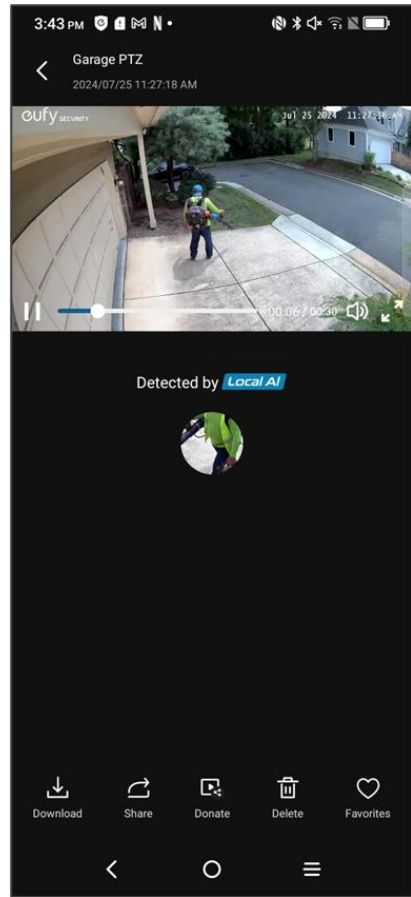 3:43 PM
Garage PTZ
2024/07/25 11:27:18 AM
eufy SECURITY
Jul 25 2024 11:27:16 AM
00:06 / 00:30
Detected by Local AI
Download
Share
Donate
Delete
Favorites